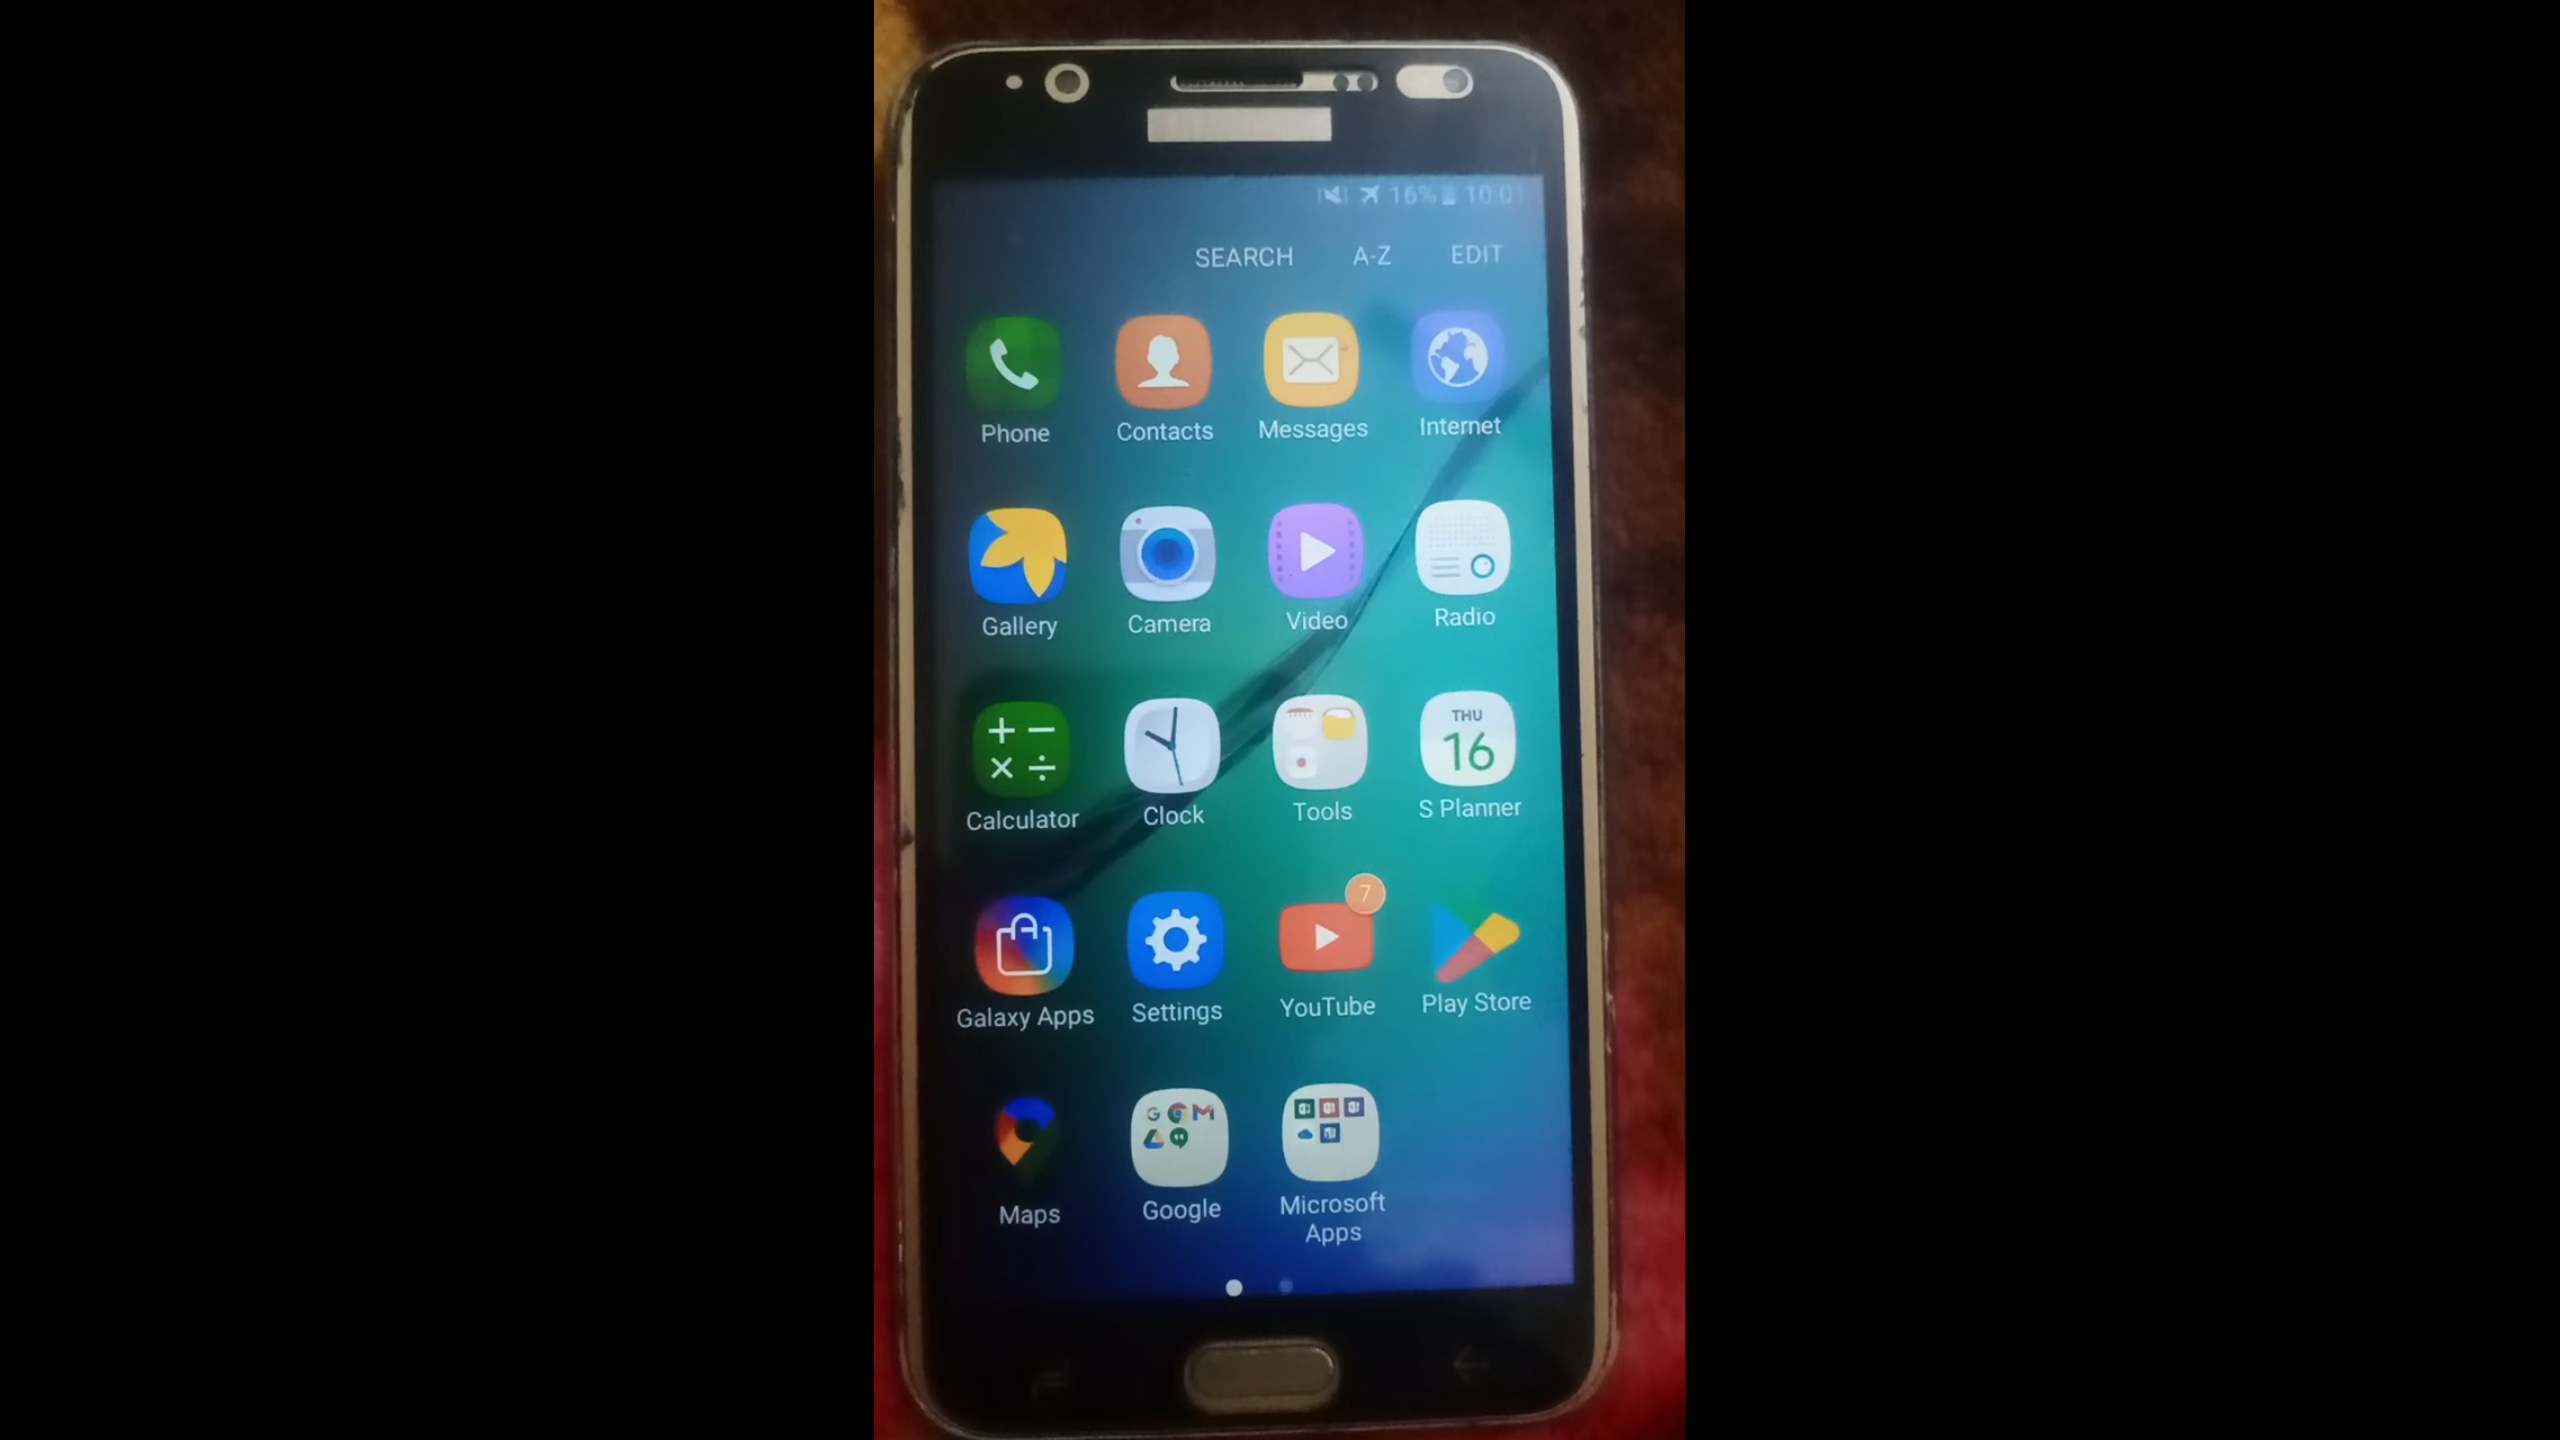 16% 10:01
SEARCH A-Z EDIT
Phone Contacts Messages Internet
Gallery Camera Video Radio
THU
16
Calculator Clock Tools S Planner
7
Galaxy Apps Settings YouTube Play Store
Maps Google Microsoft
Apps